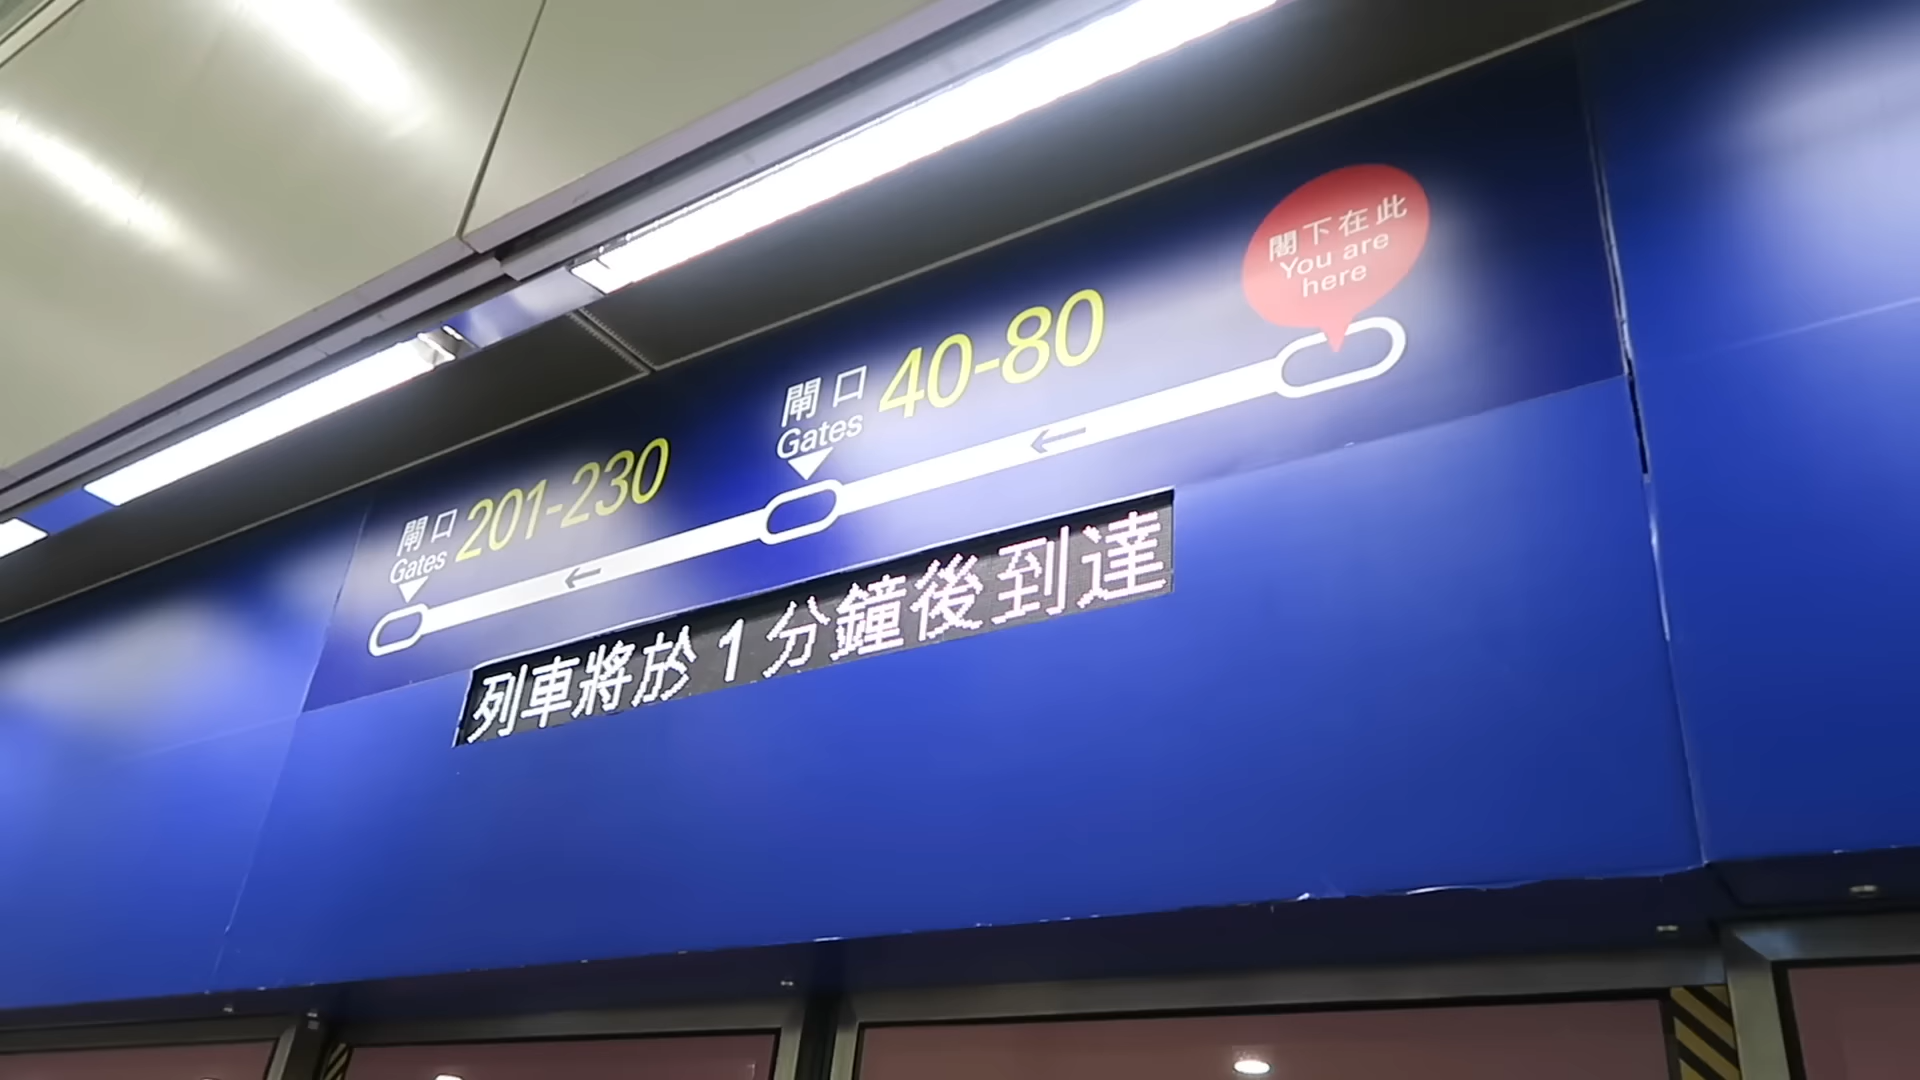 閣下在此
You are
here
閘口
Gates
40-80
閘口
Gates
201-230
列車將於 1 分鐘後到達